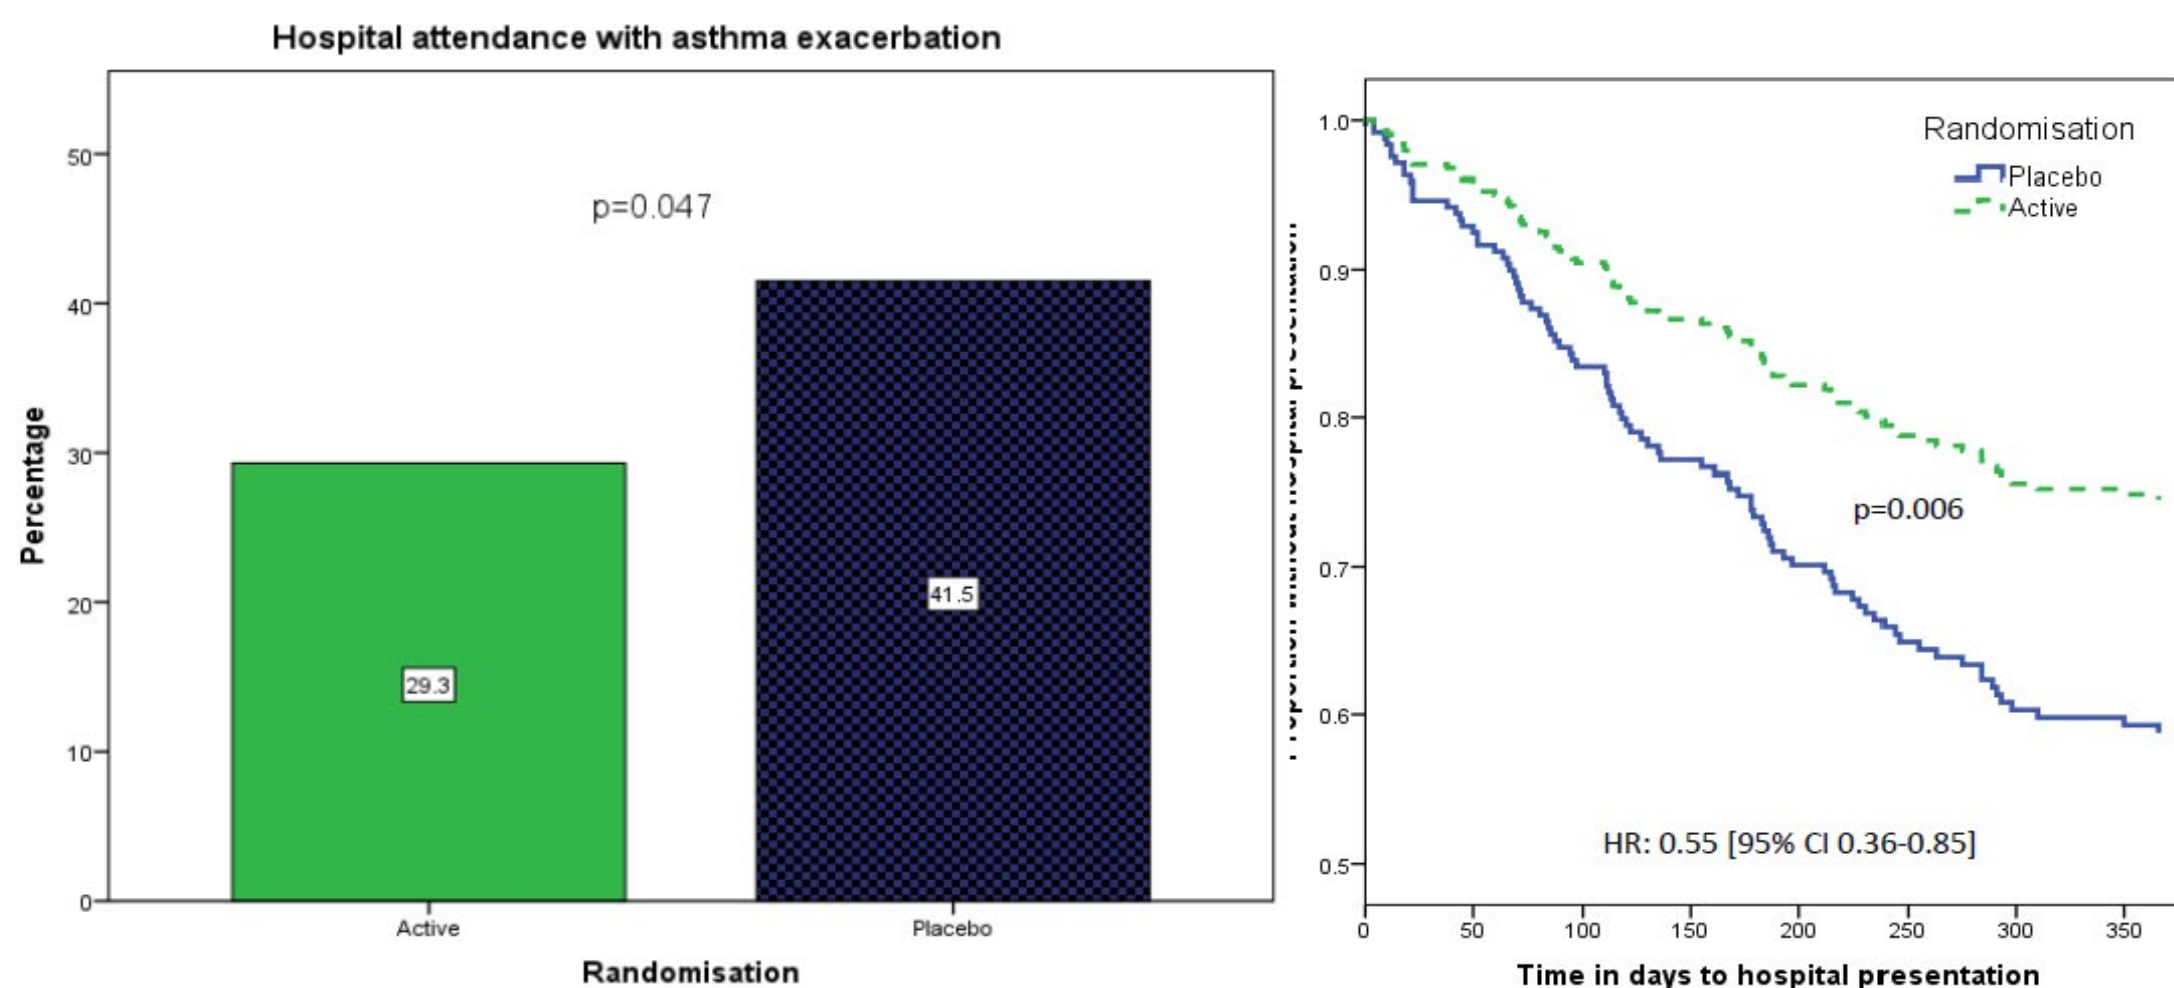 Hospital attendance with asthma exacerbation
Percentage
50
40
30
20
10
0
p=0.047
29.3
41.5
Active
Placebo
Randomisation
1.0
0.9
0.8
0.7
0.6
0.5
Randomisation
Placebo
Active
p=0.006
HR: 0.55 [95% CI 0.36-0.85]
0
50
100
150
200
250
300
350
Time in days to hospital presentation